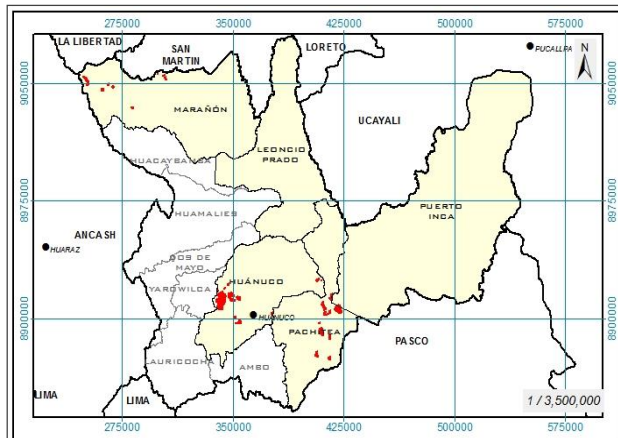 275000 350000 425000 500000 575000
LA LIBERTAD
SAN
MARTIN
LORETO
PUCALLPA
N
9050000
9050000
MARAÑÓN
UCAYALI
LEONCIO
PRADO
HUACAYBAMBA
8975000
8975000
HUAMALIES
PUERTO
INCA
ANCASH
HUARAZ
DOS DE
MAYO
YAROWILCA
HUÁNUCO
HUÁNUCO
8900000
8900000
PACHITEA
PASCO
LAURICOCHA
AMBO
LIMA
LIMA
1 / 3,500,000
275000 350000 425000 500000 575000